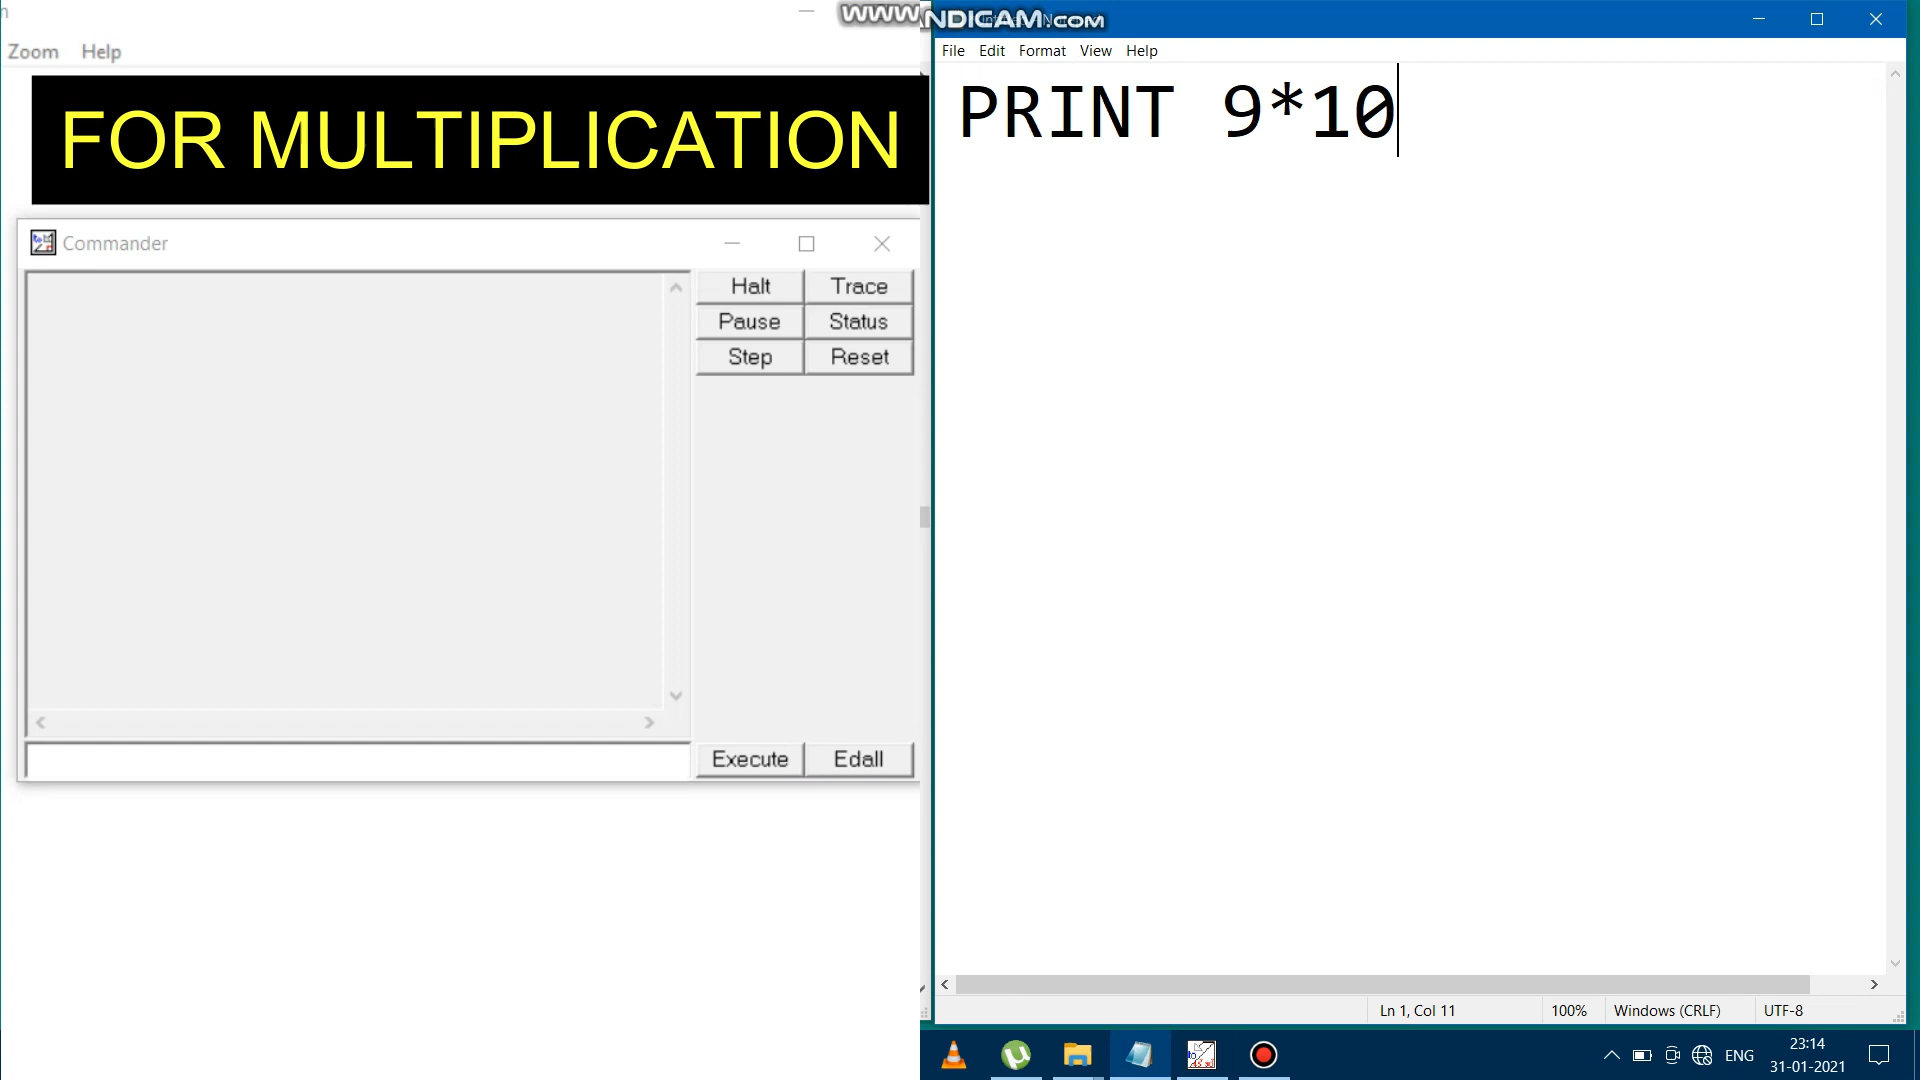 WWW
ANDICAM.COM
Zoom Help
FOR MULTIPLICATION
Commander
Halt Trace
Pause Status
Step Reset
Execute Edall
File Edit Format View Help
PRINT 9*10
Ln 1, Col 11 100% Windows (CRLF) UTF-8
ENG
23:14
31-01-2021